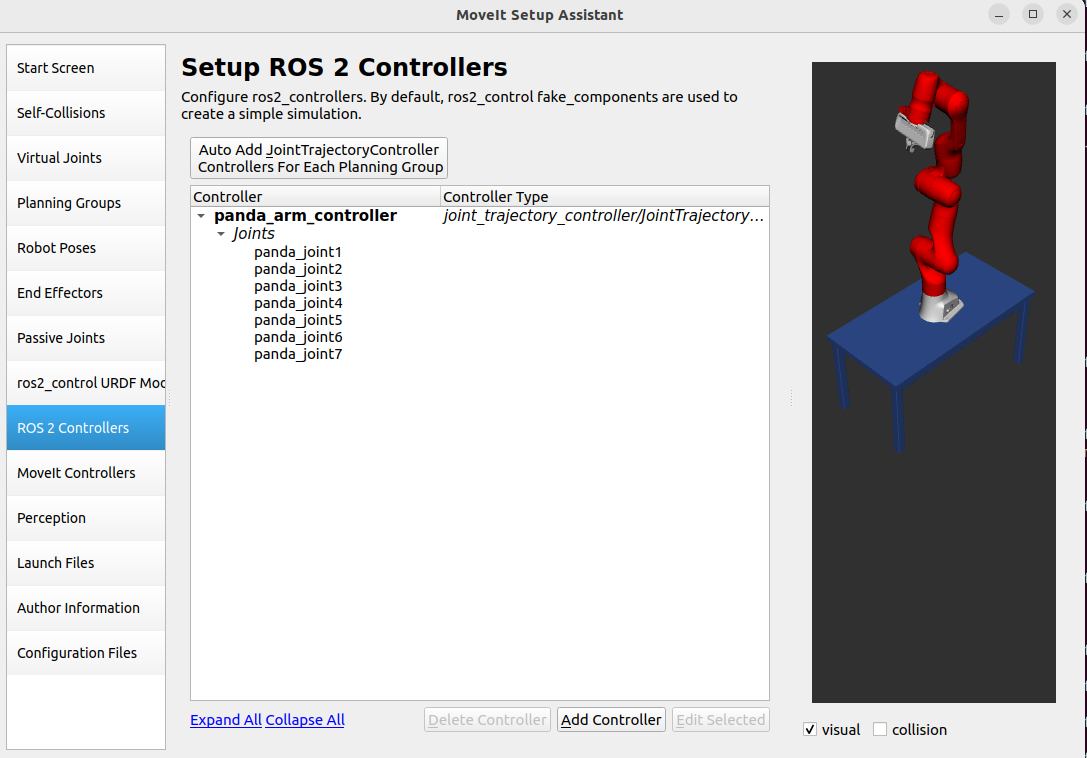 MoveIt Setup Assistant
Start Screen
Self-Collisions
Virtual Joints
Planning Groups
Robot Poses
End Effectors
Passive Joints
ros2_control URDF Mod
ROS 2 Controllers
MoveIt Controllers
Perception
Launch Files
Author Information
Configuration Files
Setup ROS 2 Controllers
Configure ros2_controllers. By default, ros2_control fake_components are used to
create a simple simulation.
Auto Add JointTrajectoryController
Controllers For Each Planning Group
Controller Controller Type
panda_arm_controller joint_trajectory_controller/JointTrajectory...
Joints
panda_joint1
panda_joint2
panda_joint3
panda_joint4
panda_joint5
panda_joint6
panda_joint7
Expand All Collapse All Delete Controller Add Controller Edit Selected
visual collision